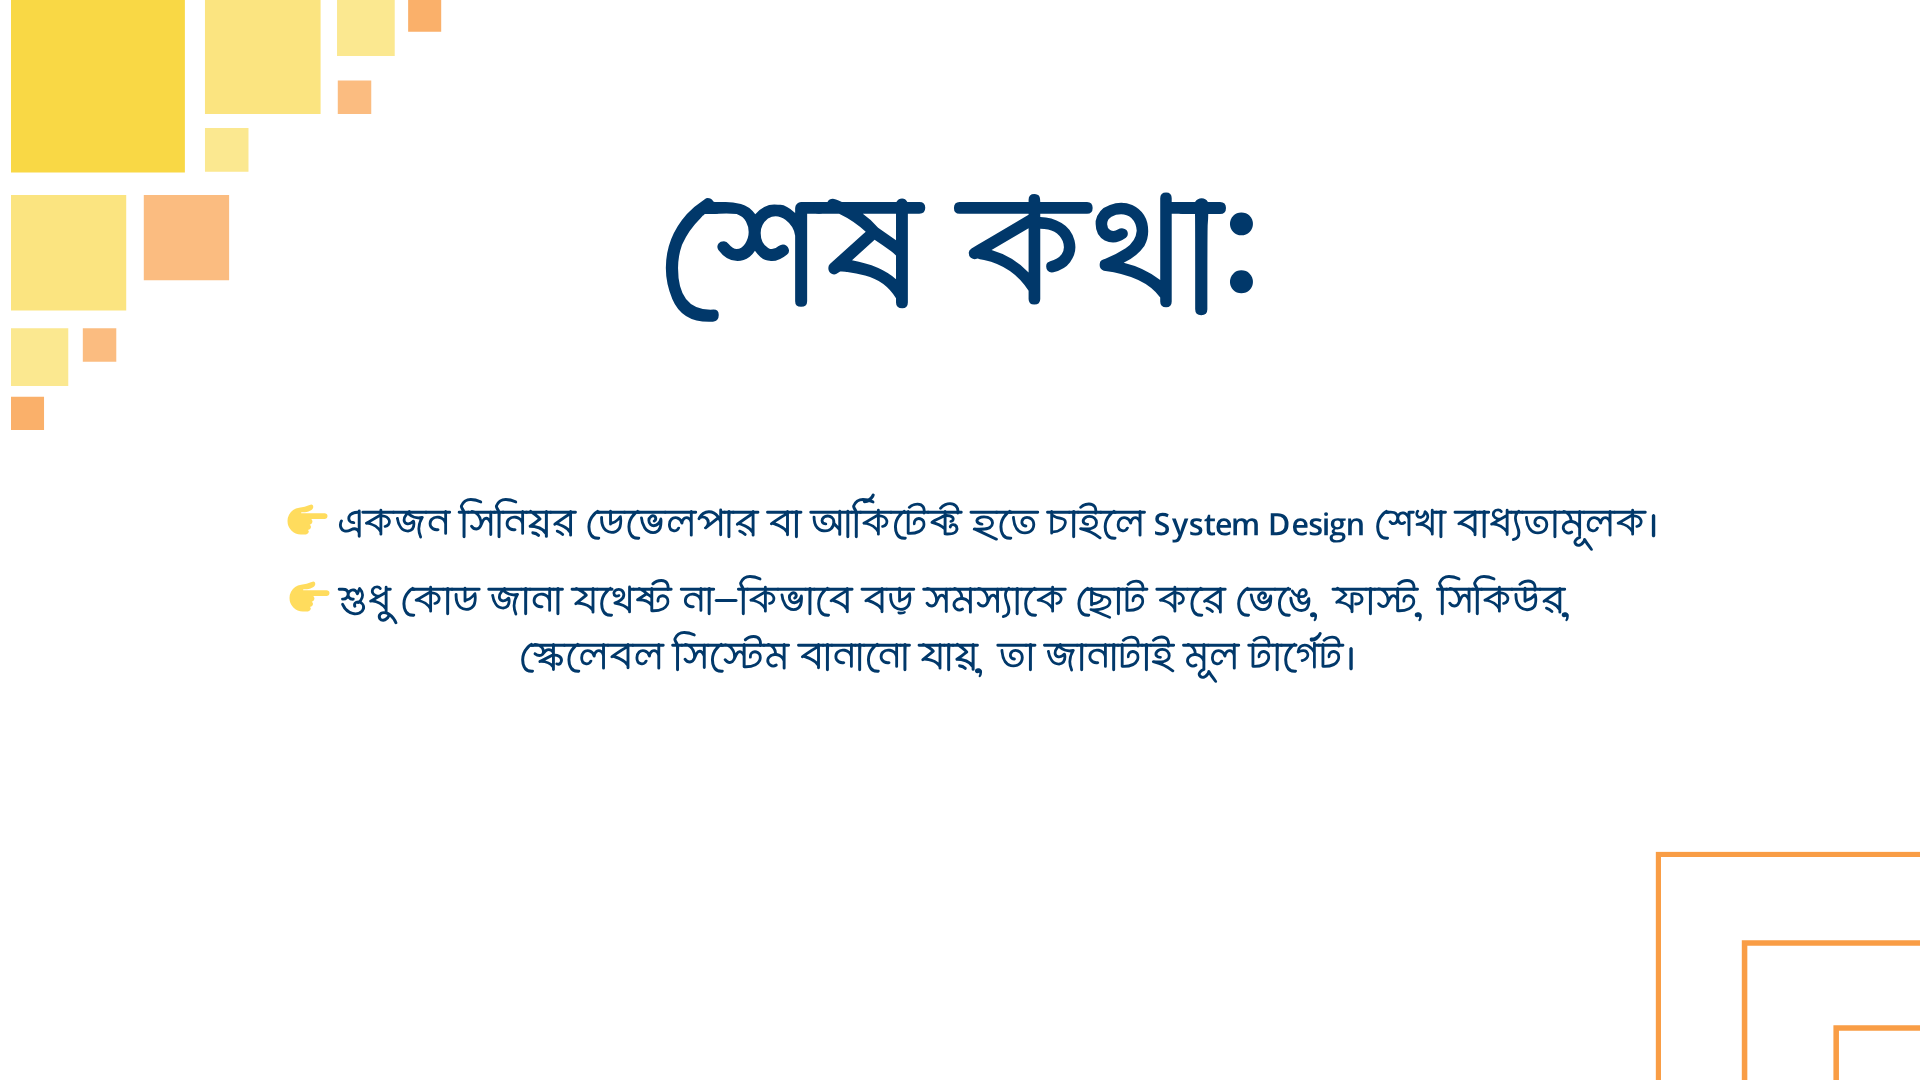 শেষ কথা:
👉 একজন সিনিয়র ডেভেলপার বা আর্কিটেক্ট হতে চাইলে System Design শেখা বাধ্যতামূলক।
👉 শুধু কোড জানা যথেষ্ট না—কিভাবে বড় সমস্যাকে ছোট করে ভেঙে, ফাস্ট, সিকিউর,
স্কেলেবল সিস্টেম বানানো যায়, তা জানাটাই মূল টার্গেট।